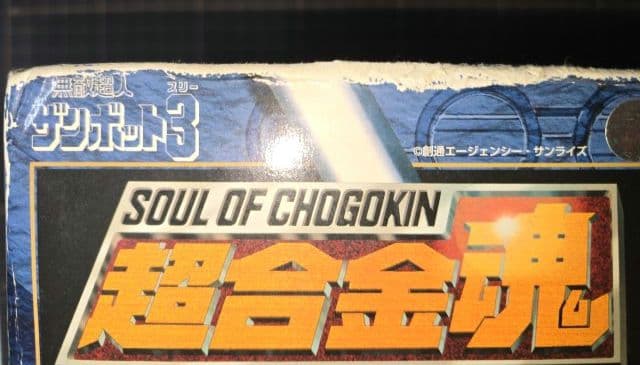 無敵超人
スリー
ザンボット3
©創通エージェンシー・サンライズ
SOUL OF CHOGOKIN
超合金魂